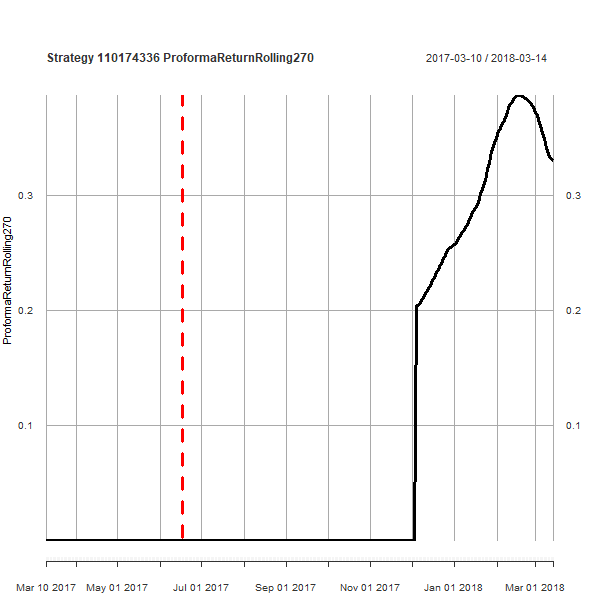 Strategy 110174336 ProformaReturnRolling270
2017-03-10 / 2018-03-14
ProformaReturnRolling270
0.3
0.3
0.2
0.2
0.1
0.1
Mar 10 2017
May 01 2017
Jul 01 2017
Sep 01 2017
Nov 01 2017
Jan 01 2018
Mar 01 2018